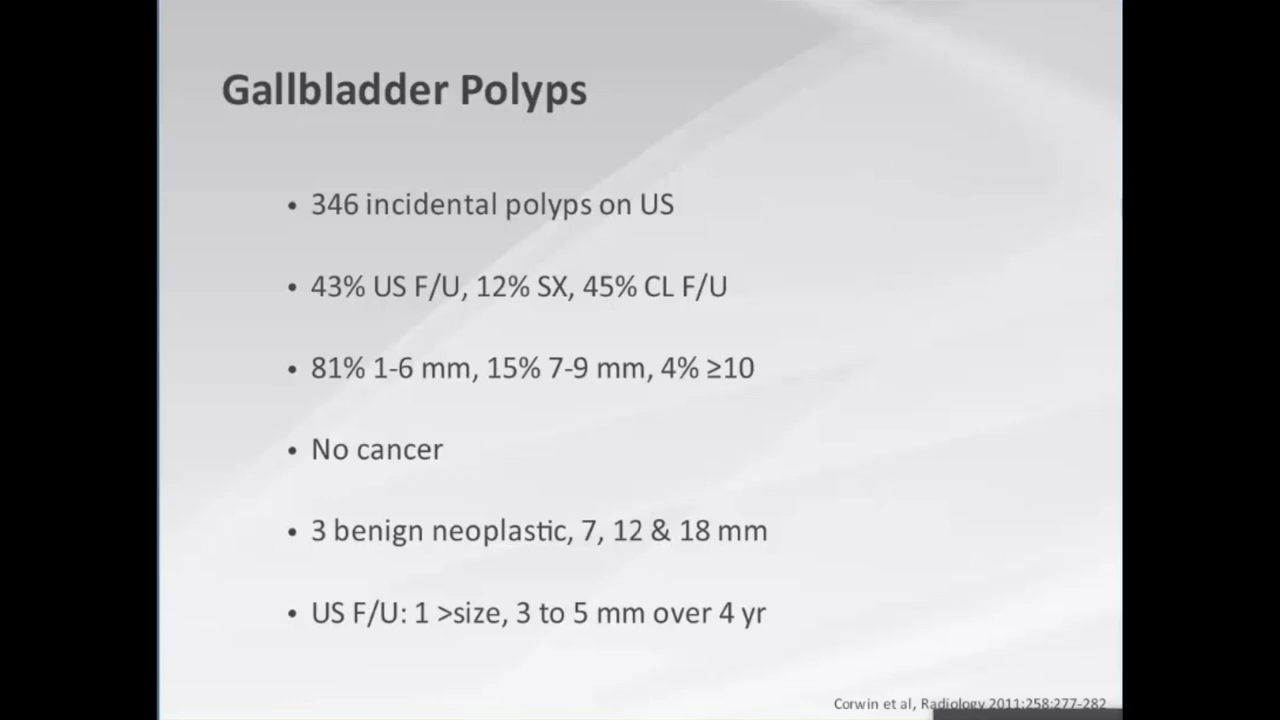 Gallbladder Polyps
• 346 incidental polyps on US
• 43% US F/U, 12% SX, 45% CL F/U
• 81% 1-6 mm, 15% 7-9 mm, 4% ≥10
• No cancer
• 3 benign neoplastic, 7, 12 & 18 mm
• US F/U: 1 >size, 3 to 5 mm over 4 yr
Corwin et al, Radiology 2011;258:277-282